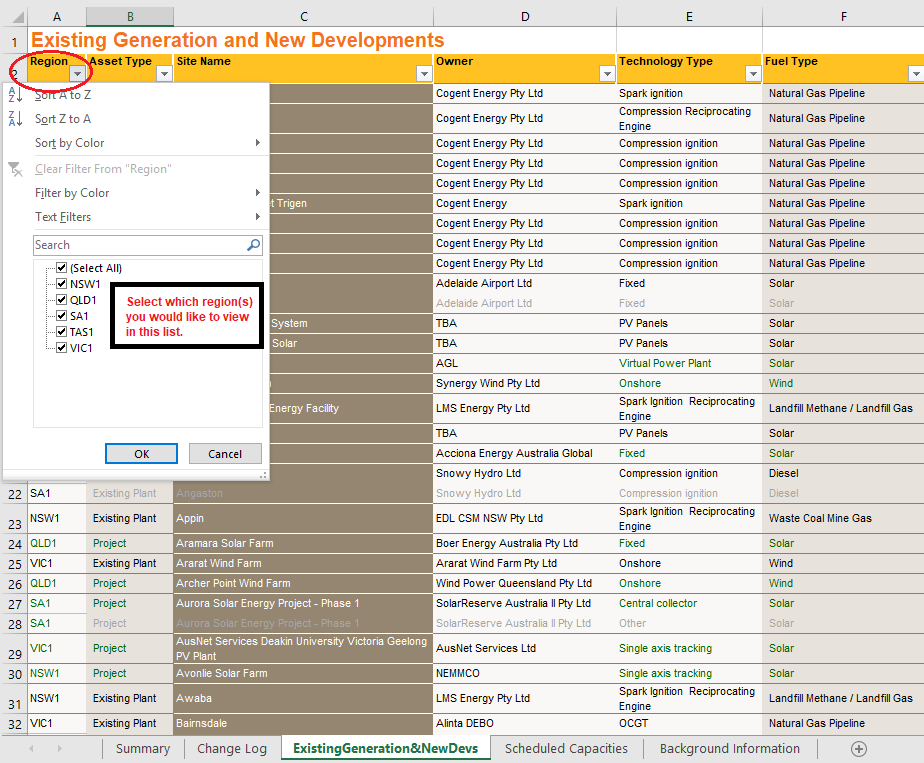 A B C D E F
1 Existing Generation and New Developments
2 Region Asset Type Site Name Owner Technology Type Fuel Type
Sort A to Z
Sort Z to A
Sort by Color
Clear Filter From "Region"
Filter by Color
Text Filters
Search
(Select All)
NSW1
QLD1
SA1
TAS1
VIC1
Select which region(s)
you would like to view
in this list.
OK Cancel
Cogent Energy Pty Ltd Spark ignition Natural Gas Pipeline
Cogent Energy Pty Ltd Compression Reciprocating Natural Gas Pipeline
Engine
Cogent Energy Pty Ltd Compression ignition Natural Gas Pipeline
Cogent Energy Pty Ltd Compression ignition Natural Gas Pipeline
Cogent Energy Pty Ltd Compression ignition Natural Gas Pipeline
et Trigen Cogent Energy Spark ignition Natural Gas Pipeline
Cogent Energy Pty Ltd Compression ignition Natural Gas Pipeline
Cogent Energy Pty Ltd Compression ignition Natural Gas Pipeline
Cogent Energy Pty Ltd Compression ignition Natural Gas Pipeline
Adelaide Airport Ltd Fixed Solar
Adelaide Airport Ltd Fixed Solar
System TBA PV Panels Solar
Solar TBA PV Panels Solar
AGL Virtual Power Plant Solar
) Synergy Wind Pty Ltd Onshore Wind
Energy Facility LMS Energy Pty Ltd Spark Ignition Reciprocating Landfill Methane / Landfill Gas
Engine
TBA PV Panels Solar
Acciona Energy Australia Global Fixed Solar
Snowy Hydro Ltd Compression ignition Diesel
22 SA1 Existing Plant Angaston Snowy Hydro Ltd Compression ignition Diesel
23 NSW1 Existing Plant Appin EDL CSM NSW Pty Ltd Spark Ignition Reciprocating Waste Coal Mine Gas
Engine
24 QLD1 Project Aramara Solar Farm Boer Energy Australia Pty Ltd Fixed Solar
25 VIC1 Existing Plant Ararat Wind Farm Ararat Wind Farm Pty Ltd Onshore Wind
26 QLD1 Project Archer Point Wind Farm Wind Power Queensland Pty Ltd Onshore Wind
27 SA1 Project Aurora Solar Energy Project - Phase 1 SolarReserve Australia II Pty Ltd Central collector Solar
28 SA1 Project Aurora Solar Energy Project - Phase 1 SolarReserve Australia II Pty Ltd Other Solar
29 VIC1 Project AusNet Services Deakin University Victoria Geelong AusNet Services Ltd Single axis tracking Solar
PV Plant
30 NSW1 Project Avonlie Solar Farm NEMMCO Single axis tracking Solar
31 NSW1 Existing Plant Awaba LMS Energy Pty Ltd Spark Ignition Reciprocating Landfill Methane / Landfill Gas
Engine
32 VIC1 Existing Plant Bairnsdale Alinta DEBO OCGT Natural Gas Pipeline
Summary Change Log ExistingGeneration&NewDevs Scheduled Capacities Background Information